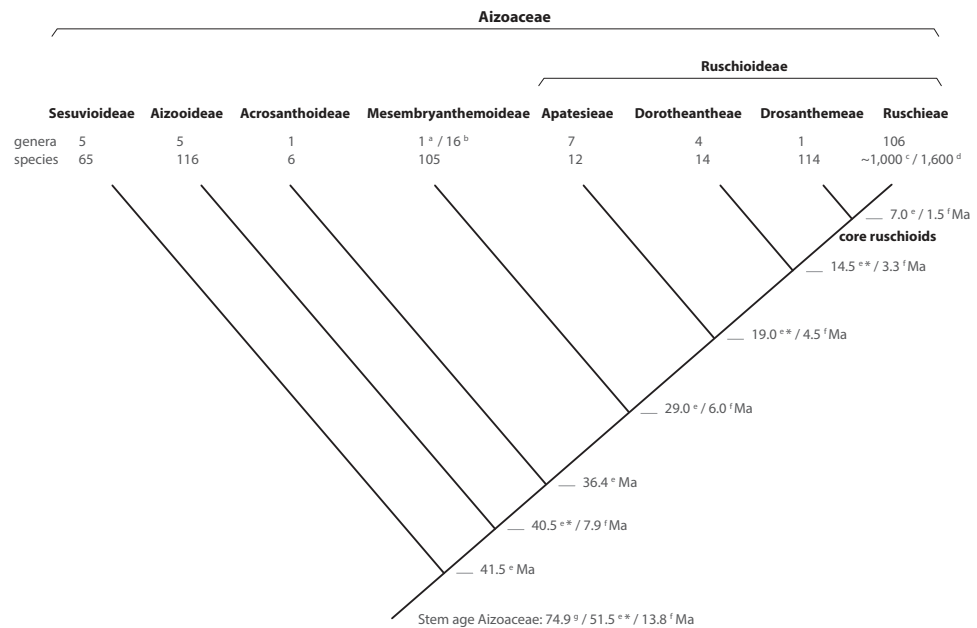 Aizoaceae
Ruschioideae
Sesuvioideae Aizooideae Acrosanthoideae Mesembryanthemoideae Apatesieae Dorotheantheae Drosanthemeae Ruschieae
genera 5 5 1 1 a / 16 b 7 4 1 106
species 65 116 6 105 12 14 114 ~1,000 c / 1,600 d
7.0 e / 1.5 f Ma
core ruschioids
14.5 e * / 3.3 f Ma
19.0 e * / 4.5 f Ma
29.0 e / 6.0 f Ma
36.4 e Ma
40.5 e * / 7.9 f Ma
41.5 e Ma
Stem age Aizoaceae: 74.9 g / 51.5 e * / 13.8 f Ma